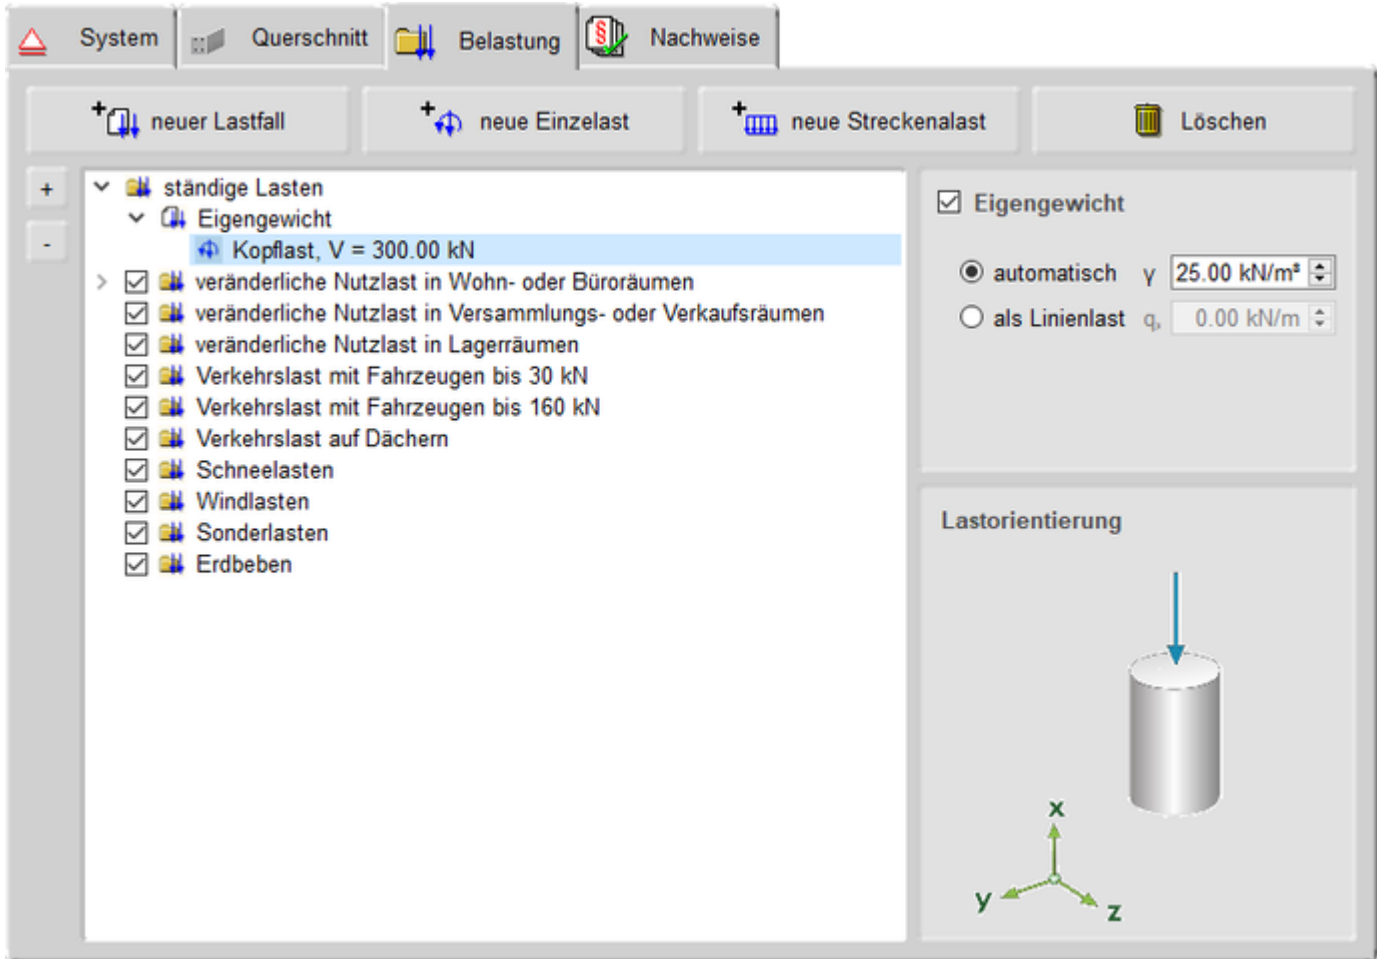 System Querschnitt Belastung Nachweise
neuer Lastfall neue Einzelast neue Streckenalast Löschen
+
-
ständige Lasten
Eigengewicht
Kopflast, V = 300.00 kN
veränderliche Nutzlast in Wohn- oder Büroräumen
veränderliche Nutzlast in Versammlungs- oder Verkaufsräumen
veränderliche Nutzlast in Lagerräumen
Verkehrslast mit Fahrzeugen bis 30 kN
Verkehrslast mit Fahrzeugen bis 160 kN
Verkehrslast auf Dächern
Schneelasten
Windlasten
Sonderlasten
Erdbeben
Eigengewicht
automatisch γ 25.00 kN/m³
als Linienlast q, 0.00 kN/m
Lastorientierung
x
y
z